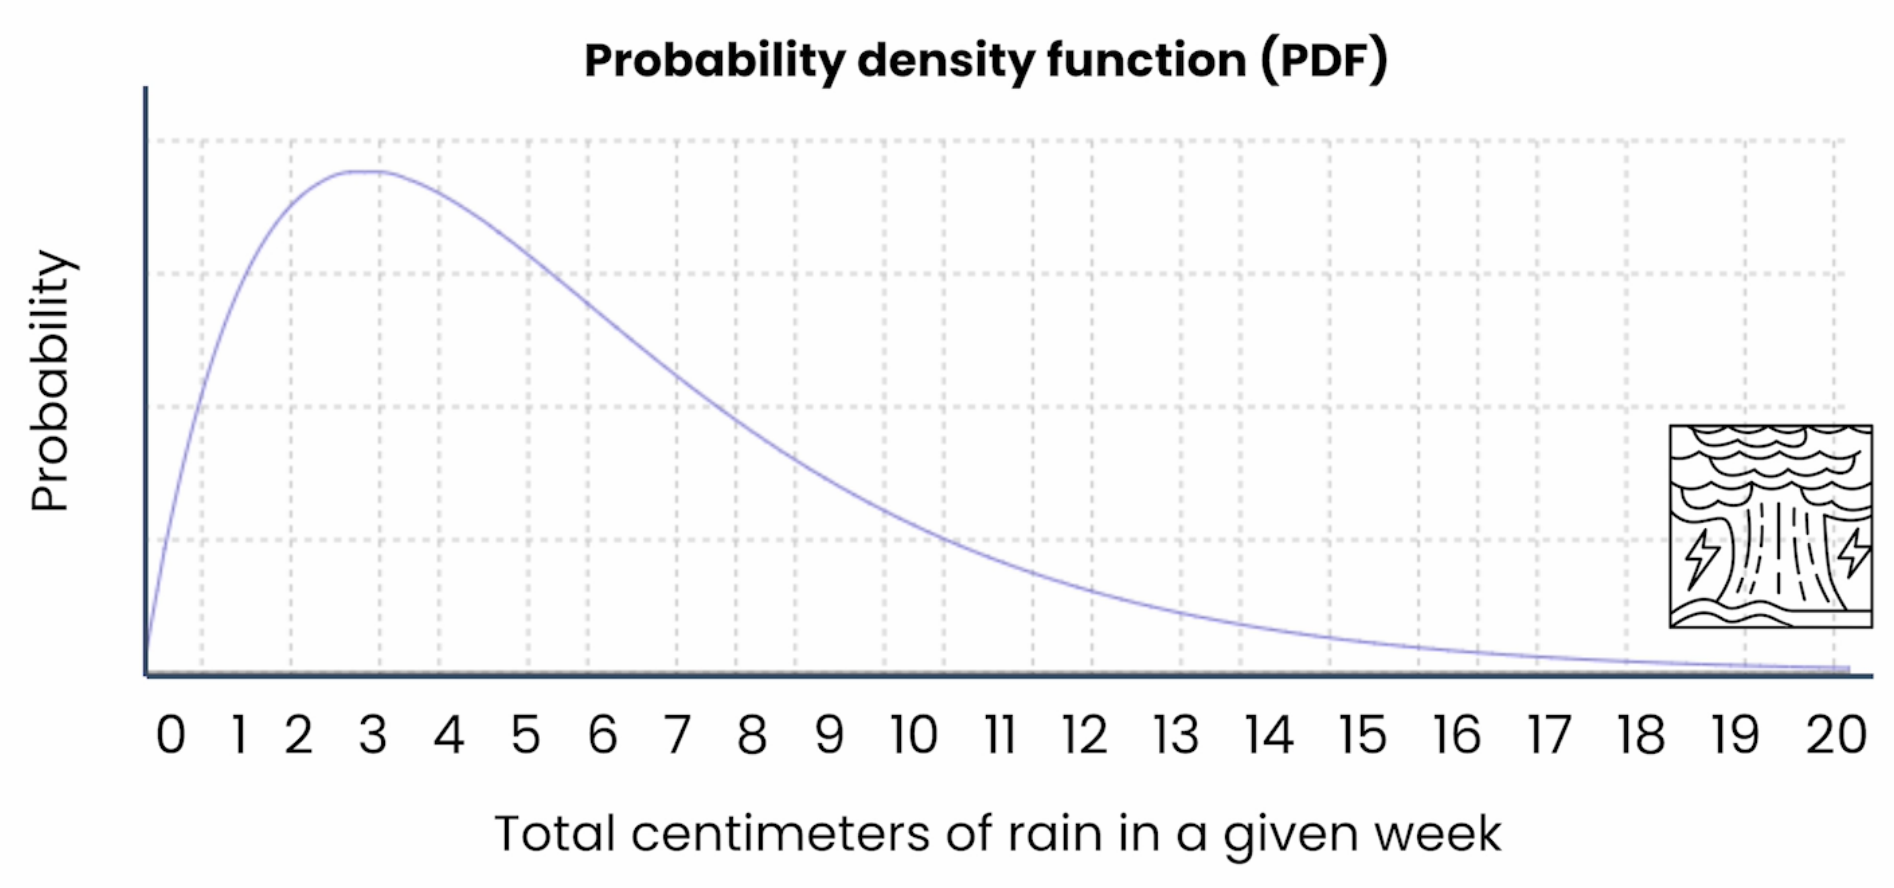 Probability density function (PDF)
Probability
0 1 2 3 4 5 6 7 8 9 10 11 12 13 14 15 16 17 18 19 20
Total centimeters of rain in a given week